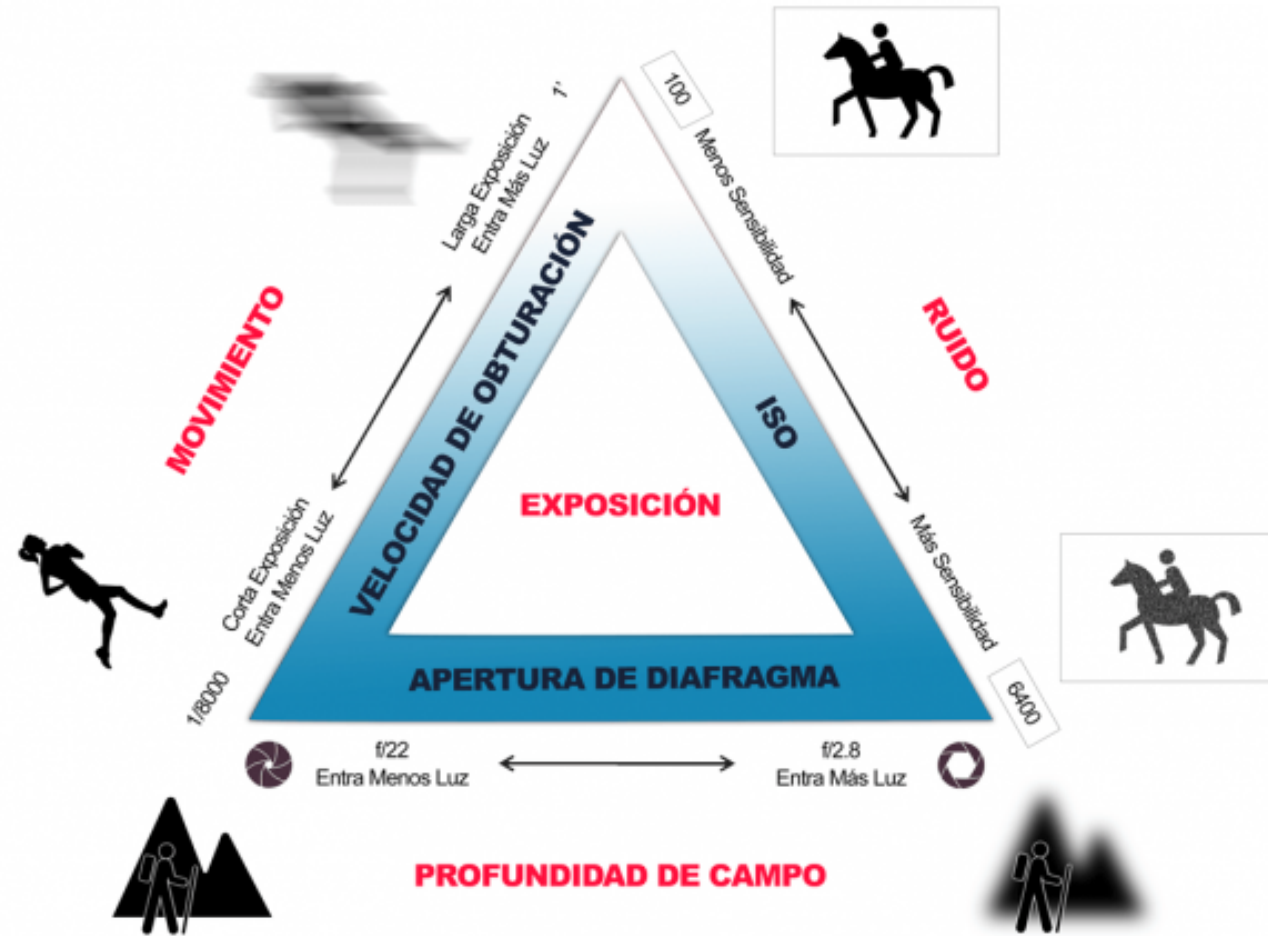 1'
Larga Exposición
Entra Más Luz
100
Menos Sensibilidad
MOVIMIENTO
VELOCIDAD DE OBTURACIÓN
ISO
RUIDO
EXPOSICIÓN
Corta Exposición
Entra Menos Luz
1/8000
Más Sensibilidad
6400
APERTURA DE DIAFRAGMA
f/22
Entra Menos Luz
f/2.8
Entra Más Luz
PROFUNDIDAD DE CAMPO